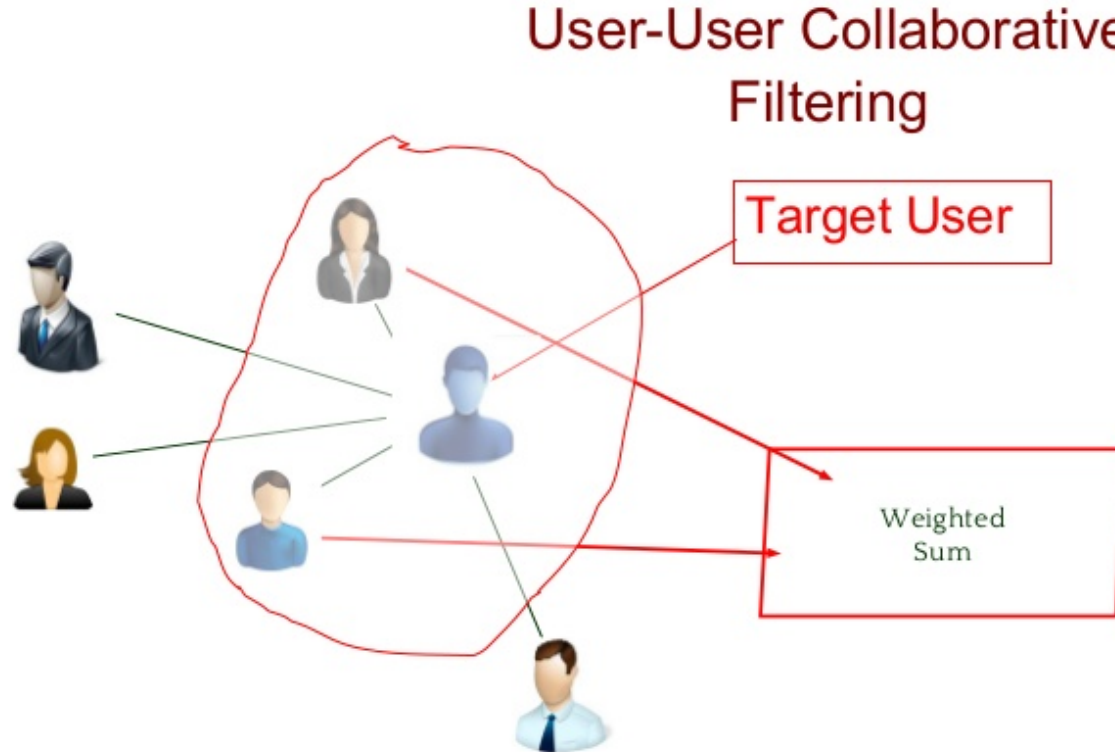 User-User Collaborative
Filtering
Target User
Weighted
Sum